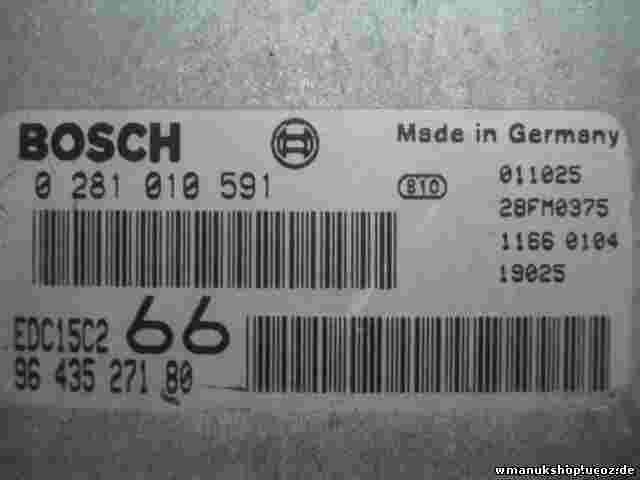 BOSCH
Made in Germany
0 281 010 591
810
011025
28FM0375
1166 0104
19025
EDC15C2 66
96 435 271 80
wmanukshop!ucoz:de